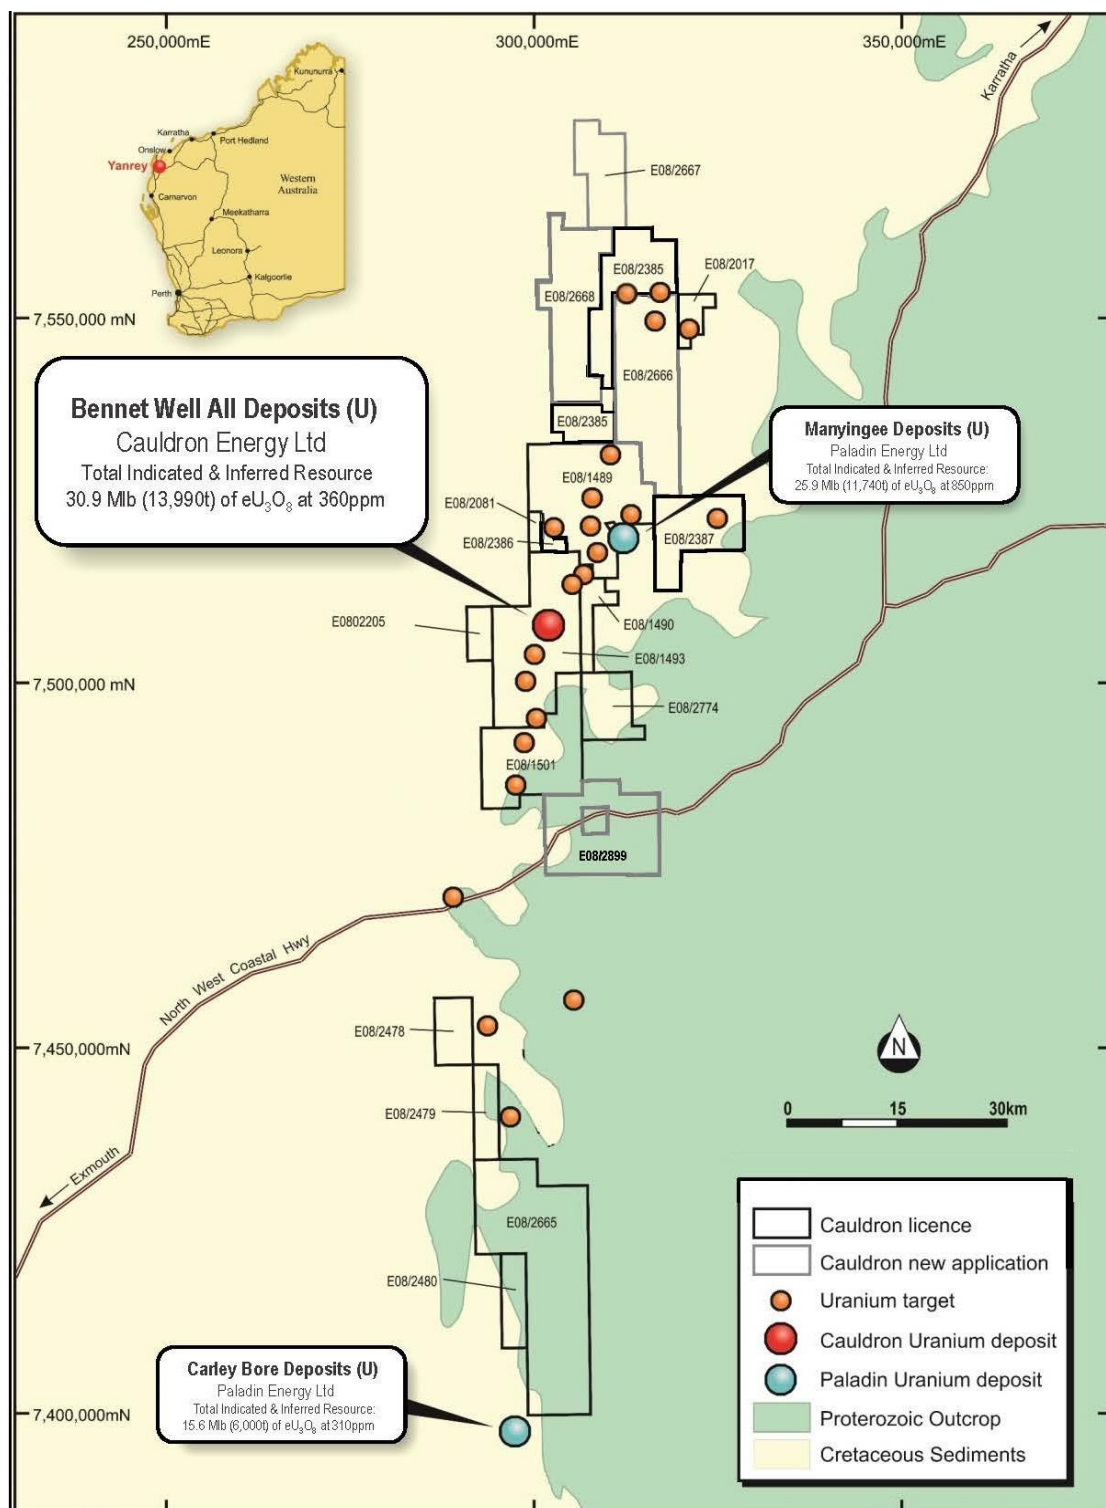 250,000mE
300,000mE
350,000mE
Karratha
Kununurra
Karratha
Port Hedland
Onslow
Yanrey
Western
Australia
Carnarvon
Meekatharra
Leonora
Kalgoorlie
Perth
E08/2667
E08/2385
E08/2017
E08/2668
7,550,000 mN
E08/2666
Bennet Well All Deposits (U)
Cauldron Energy Ltd
Total Indicated & Inferred Resource
30.9 Mlb (13,990t) of eU₃O₈ at 360ppm
E08/2385
Manyingee Deposits (U)
Paladin Energy Ltd
Total Indicated & Inferred Resource:
25.9 Mlb (11,740t) of eU₃O₈ at 850ppm
E08/1489
E08/2081
E08/2386
E08/2387
E0802205
E08/1490
E08/1493
7,500,000 mN
E08/2774
E08/1501
E08/2899
North West Coastal Hwy
E08/2478
7,450,000mN
N
E08/2479
0 15 30km
Exmouth
E08/2665
E08/2480
Cauldron licence
Cauldron new application
Uranium target
Cauldron Uranium deposit
Paladin Uranium deposit
Proterozoic Outcrop
Cretaceous Sediments
Carley Bore Deposits (U)
Paladin Energy Ltd
Total Indicated & Inferred Resource:
15.6 Mlb (6,000t) of eU₃O₈ at 310ppm
7,400,000mN